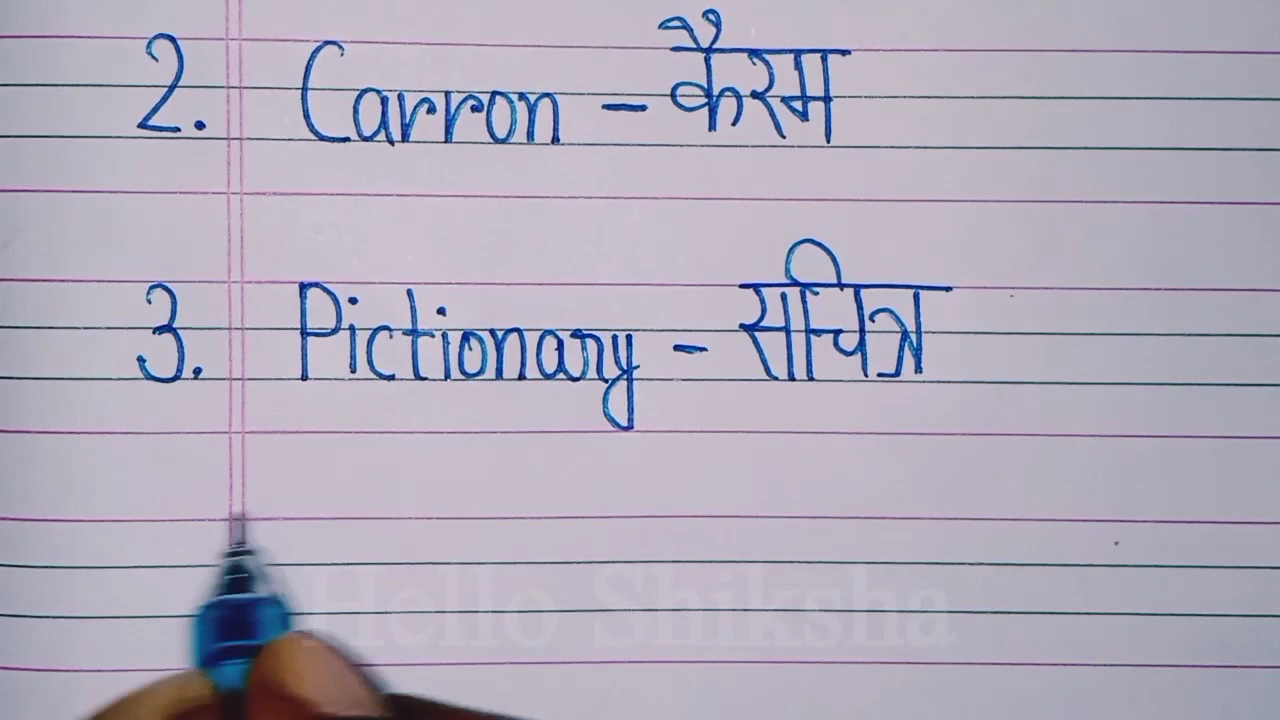 2. Carron - कैरम
3. Pictionary - सचित्र
Hello Shiksha